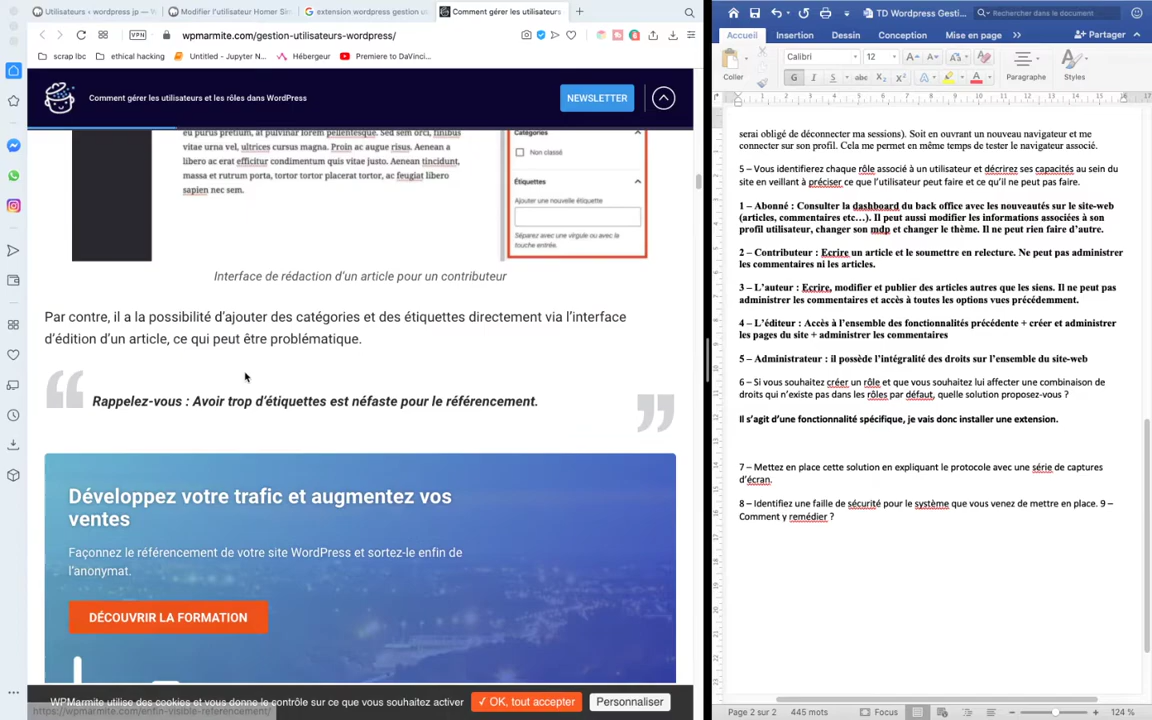 Utilisateurs ‹ wordpress jp — W
Modifier l'utilisateur Homer Sim
extension wordpress gestion u
Comment gérer les utilisateurs
VPN
wpmarmite.com/gestion-utilisateurs-wordpress/
scrap lbc
ethical hacking
Untitled - Jupyter N...
Hébergeur
Premiere to DaVinci...
Comment gérer les utilisateurs et les rôles dans WordPress
NEWSLETTER
eu purus pretium, at pulvinar lorem pellentesque. Sed sem orci, finibus
vitae urna vel, ultrices cursus magna. Proin ac augue risus. Aenean a
libero ac erat efficitur condimentum quis vitae justo. Aenean tincidunt,
massa et rutrum porta, tortor tortor placerat tortor, ac feugiat libero
sapien nec sem.
Catégories
Non classé
Étiquettes
Ajouter une nouvelle étiquette
Séparez avec une virgule ou avec la
touche entrée.
Interface de rédaction d'un article pour un contributeur
Par contre, il a la possibilité d'ajouter des catégories et des étiquettes directement via l'interface
d'édition d'un article, ce qui peut être problématique.
Rappelez-vous : Avoir trop d'étiquettes est néfaste pour le référencement.
Développez votre trafic et augmentez vos
ventes
Façonnez le référencement de votre site WordPress et sortez-le enfin de
l'anonymat.
DÉCOUVRIR LA FORMATION
WPMarmite utilise des cookies et vous donne le contrôle sur ce que vous souhaitez activer
✓ OK, tout accepter
Personnaliser
https://wpmarmite.com/enfin-visible-referencement/
TD Wordpress Gesti...
Rechercher dans le document
Accueil
Insertion
Dessin
Conception
Mise en page
Partager
Coller
Calibri
12
G
I
S
abc
X₂
X²
Paragraphe
Styles
serai obligé de déconnecter ma sessions). Soit en ouvrant un nouveau navigateur et me
connecter sur son profil. Cela me permet en même temps de tester le navigateur associé.
5 – Vous identifierez chaque rôle associé à un utilisateur et décrirez ses capacités au sein du
site en veillant à préciser ce que l'utilisateur peut faire et ce qu'il ne peut pas faire.
1 – Abonné : Consulter la dashboard du back office avec les nouveautés sur le site-web
(articles, commentaires etc…). Il peut aussi modifier les informations associées à son
profil utilisateur, changer son mdp et changer le thème. Il ne peut rien faire d'autre.
2 – Contributeur : Ecrire un article et le soumettre en relecture. Ne peut pas administrer
les commentaires ni les articles.
3 – L'auteur : Ecrire, modifier et publier des articles autres que les siens. Il ne peut pas
administrer les commentaires et accès à toutes les options vues précédemment.
4 – L'éditeur : Accès à l'ensemble des fonctionnalités précédente + créer et administrer
les pages du site + administrer les commentaires
5 – Administrateur : il possède l'intégralité des droits sur l'ensemble du site-web
6 – Si vous souhaitez créer un rôle et que vous souhaitez lui affecter une combinaison de
droits qui n'existe pas dans les rôles par défaut, quelle solution proposez-vous ?
Il s'agit d'une fonctionnalité spécifique, je vais donc installer une extension.
7 – Mettez en place cette solution en expliquant le protocole avec une série de captures
d'écran.
8 – Identifiez une faille de sécurité pour le système que vous venez de mettre en place. 9 –
Comment y remédier ?
Page 2 sur 2
445 mots
Focus
124 %